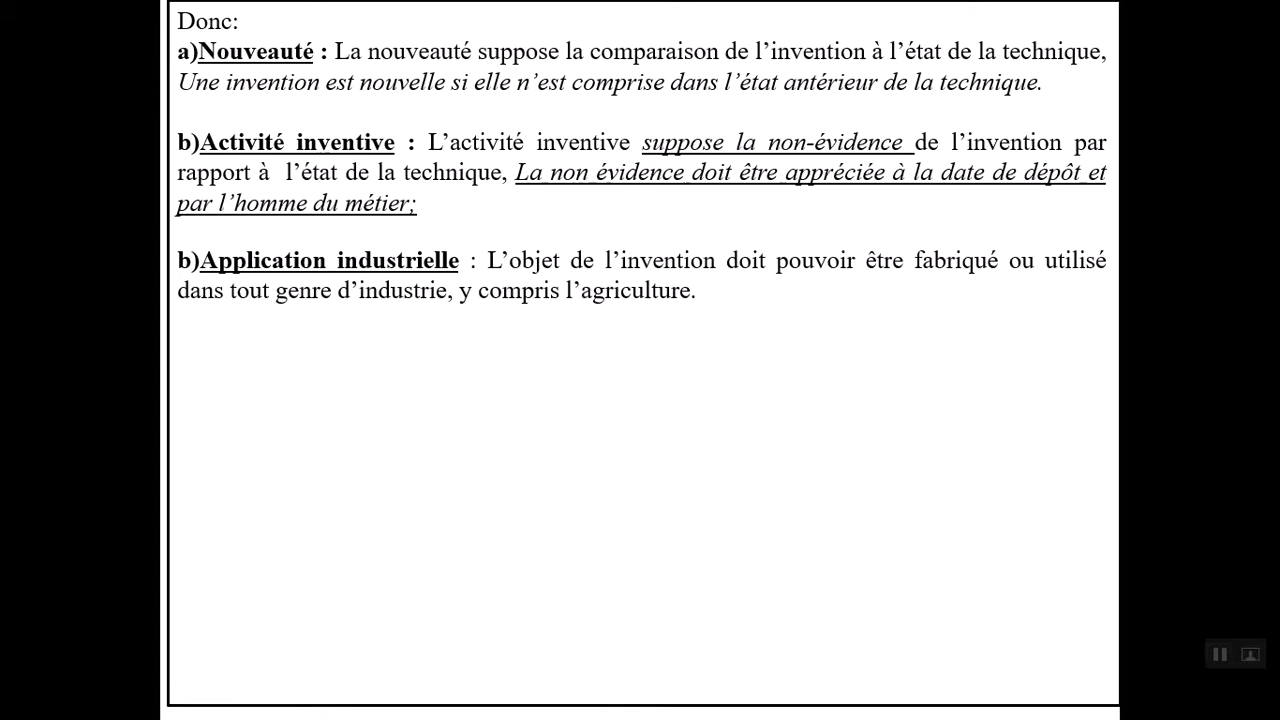 Donc:
a)Nouveauté : La nouveauté suppose la comparaison de l’invention à l’état de la technique,
Une invention est nouvelle si elle n’est comprise dans l’état antérieur de la technique.
b)Activité inventive : L’activité inventive suppose la non-évidence de l’invention par
rapport à l’état de la technique, La non évidence doit être appréciée à la date de dépôt et
par l’homme du métier;
b)Application industrielle : L’objet de l’invention doit pouvoir être fabriqué ou utilisé
dans tout genre d’industrie, y compris l’agriculture.